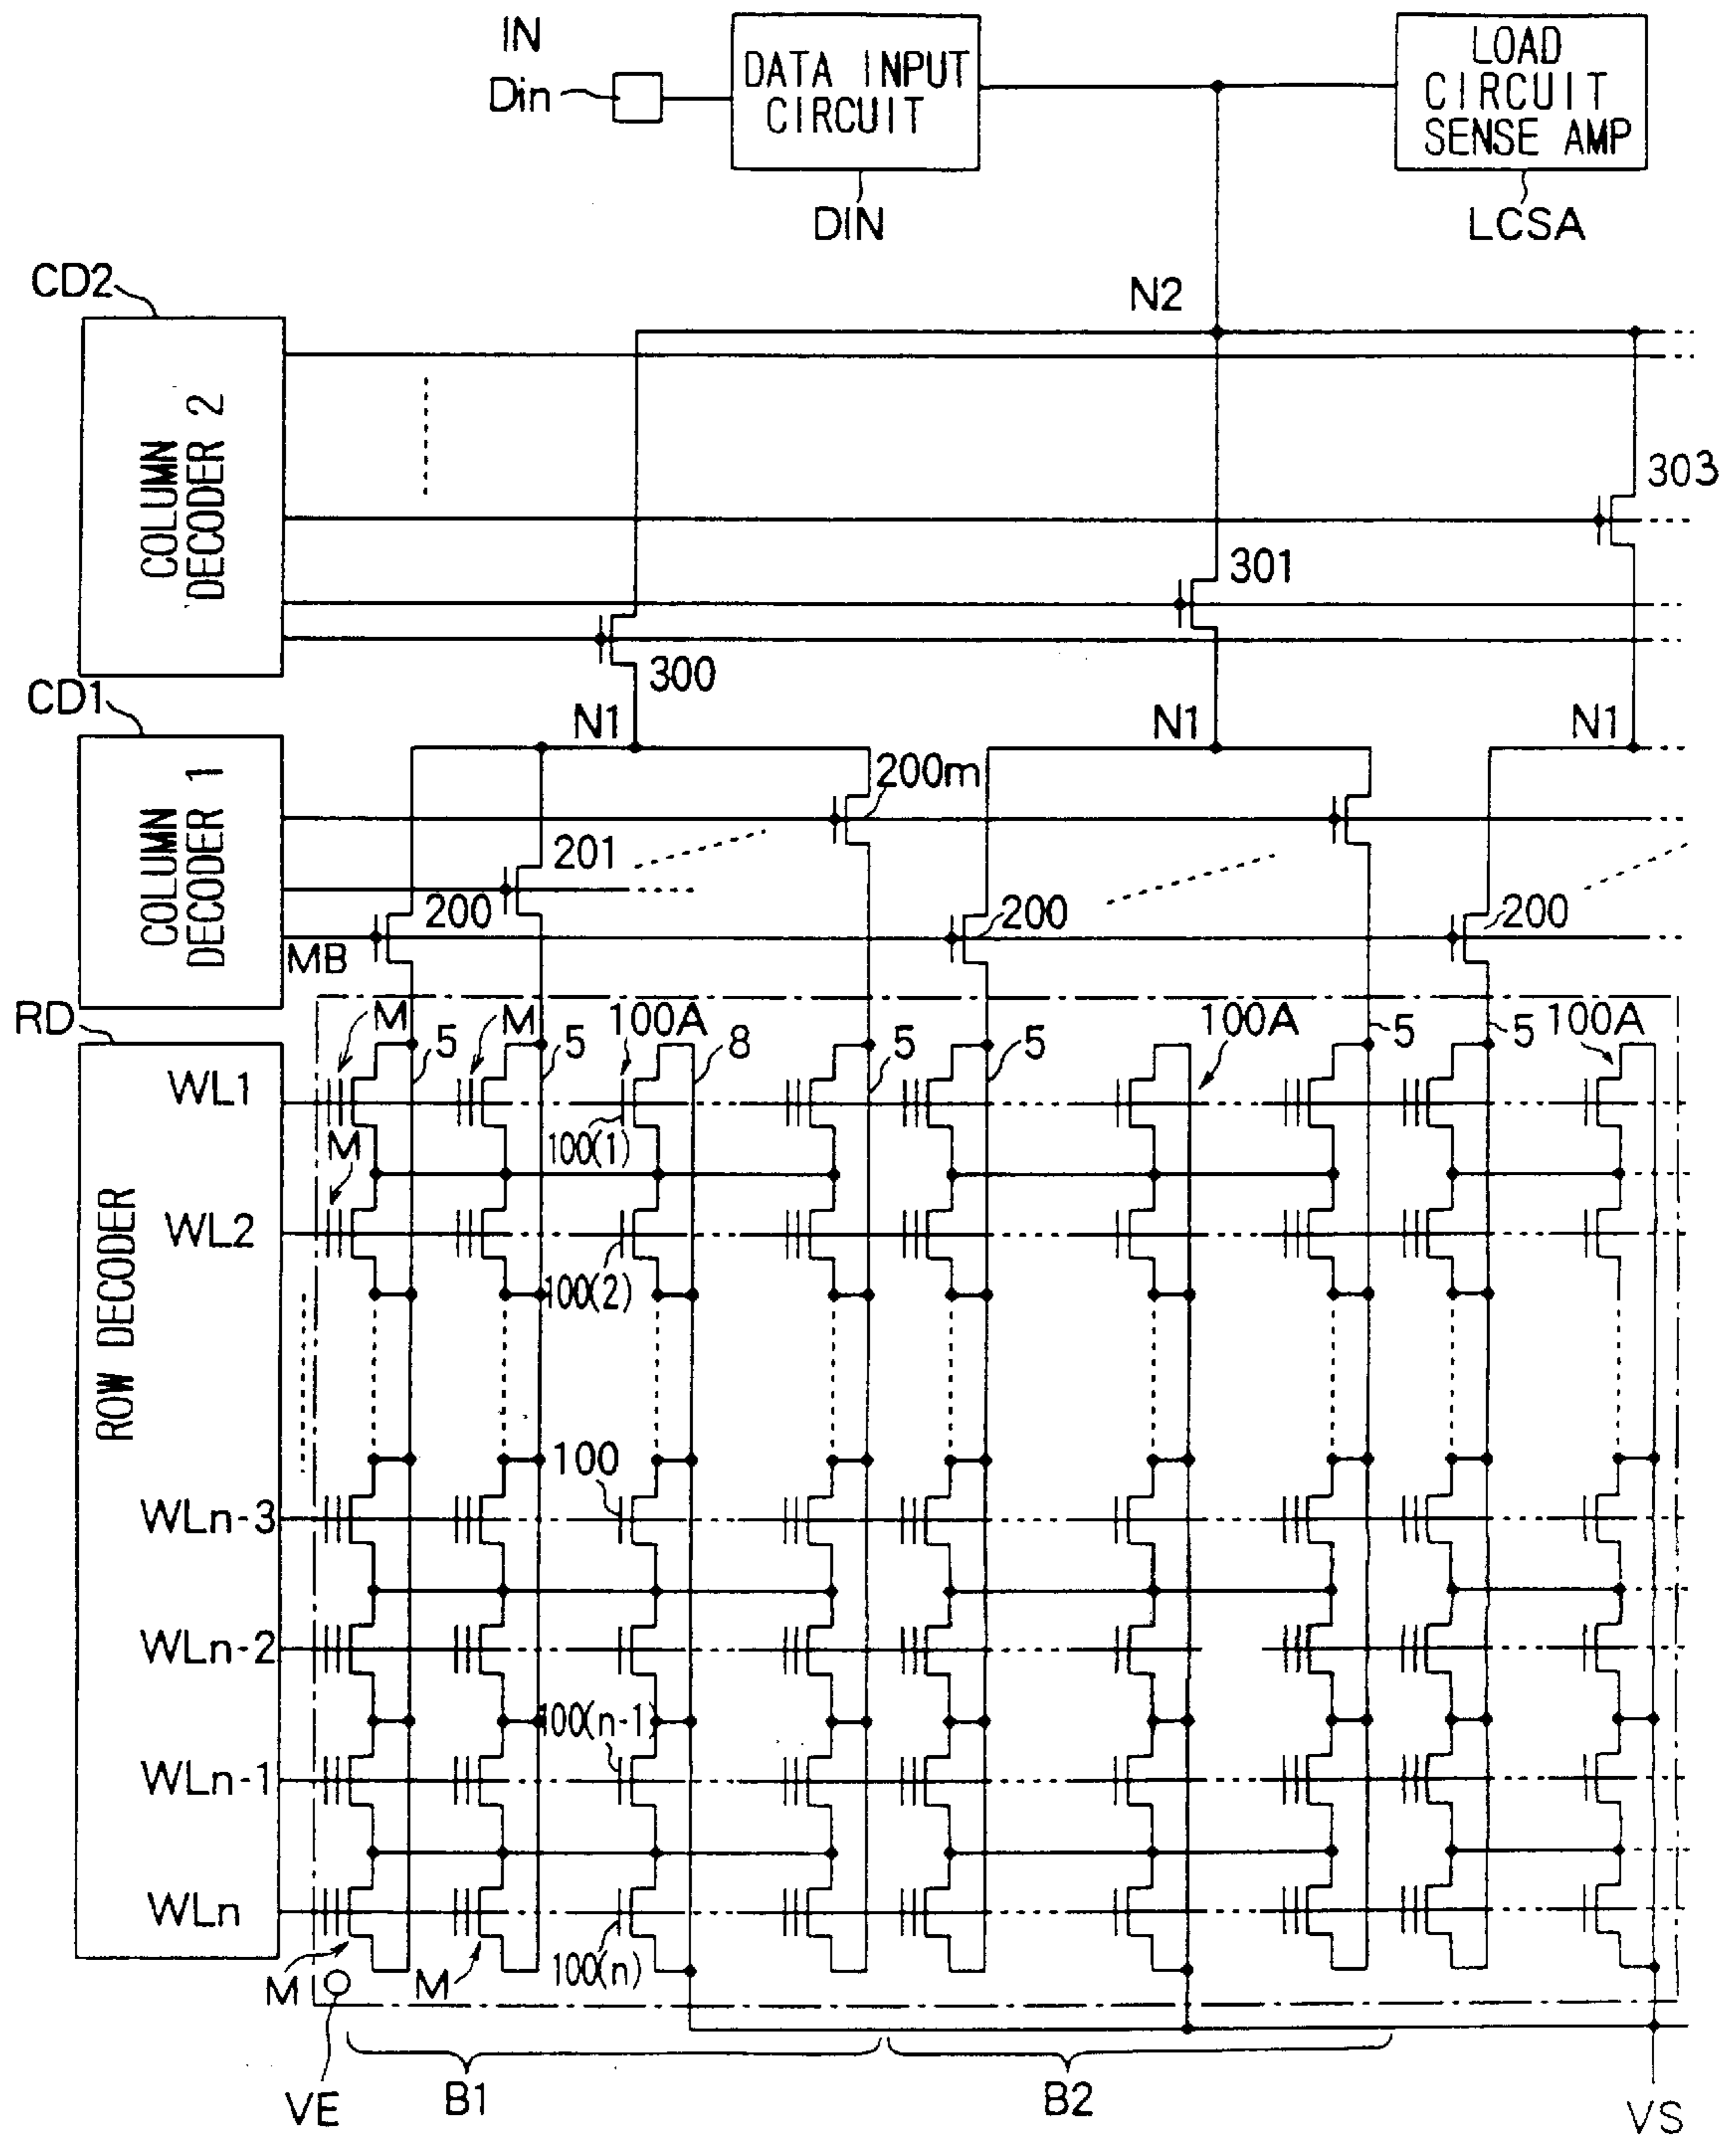 IN
Din
DATA INPUT
CIRCUIT
DIN
LOAD
CIRCUIT
SENSE AMP
LCSA
CD2
COLUMN
DECODER 2
N2
303
301
300
CD1
COLUMN
DECODER 1
N1
N1
N1
200m
201
200
200
200
MB
RD
ROW DECODER
M
5
M
5
100A
8
5
5
100A
5
5
100A
WL1
M
100(1)
WL2
100(2)
100
WLn-3
WLn-2
100(n-1)
WLn-1
WLn
M
M
100(n)
VE
B1
B2
VS